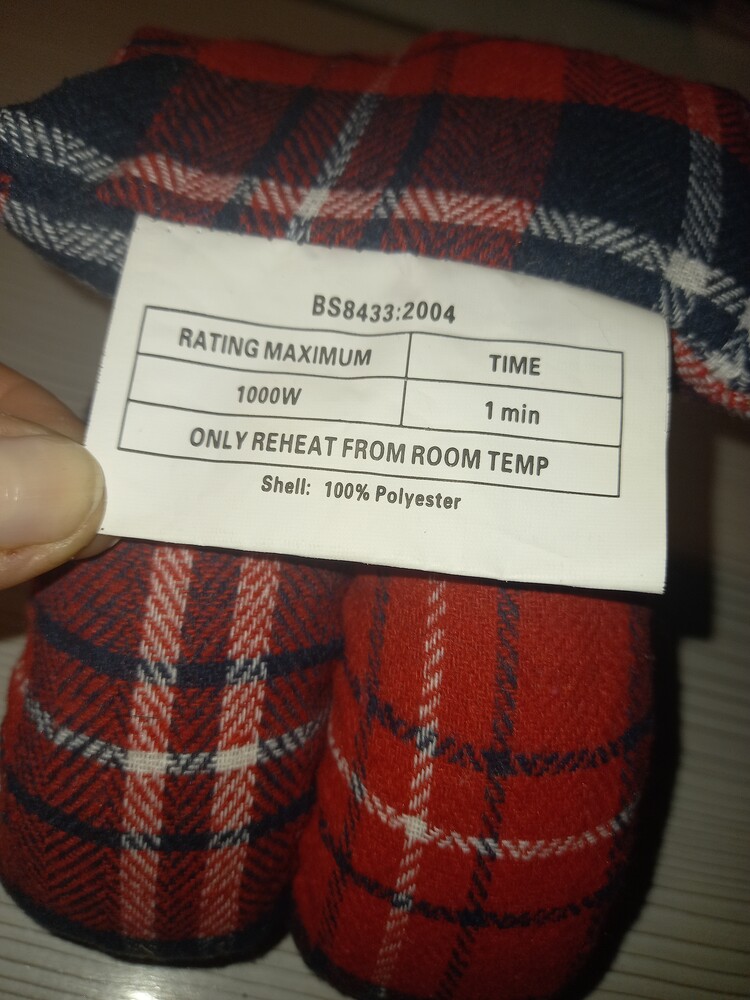 BS8433:2004
RATING MAXIMUM TIME
1000W 1 min
ONLY REHEAT FROM ROOM TEMP
Shell: 100% Polyester